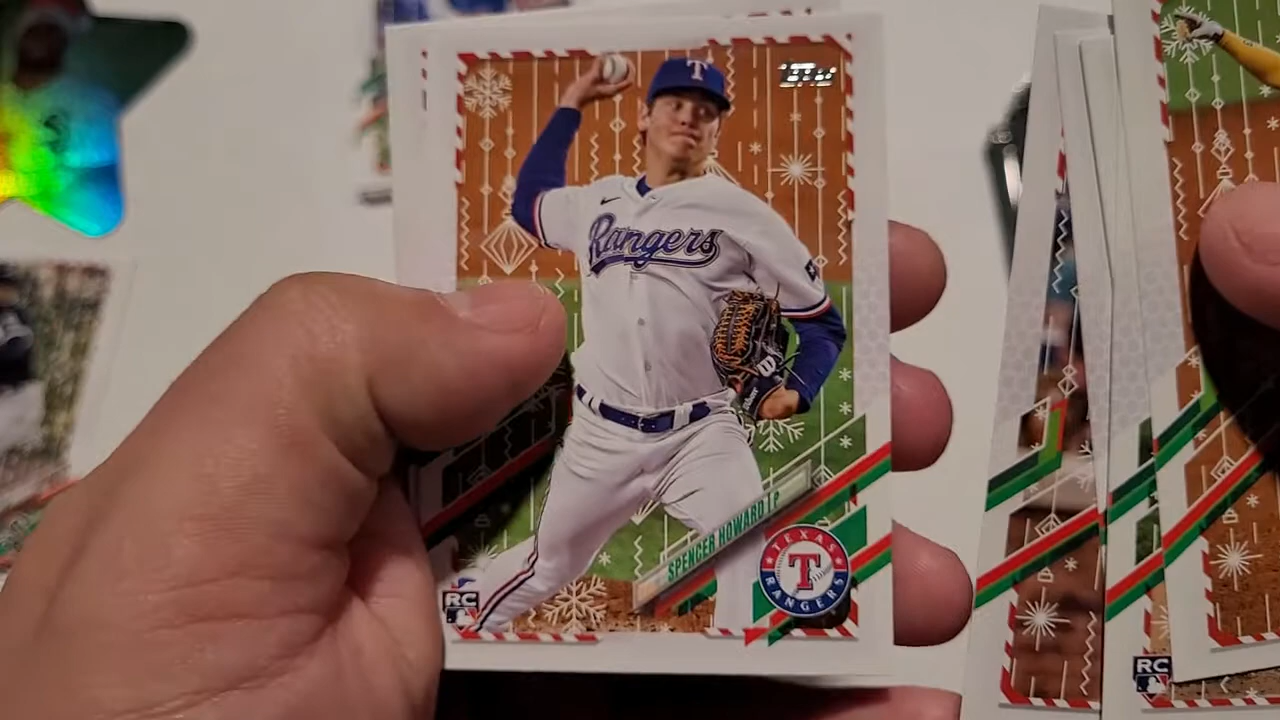 T
TOPPS
Rangers
SPENCER HOWARD | P
TEXAS
T
RANGERS
RC
RC